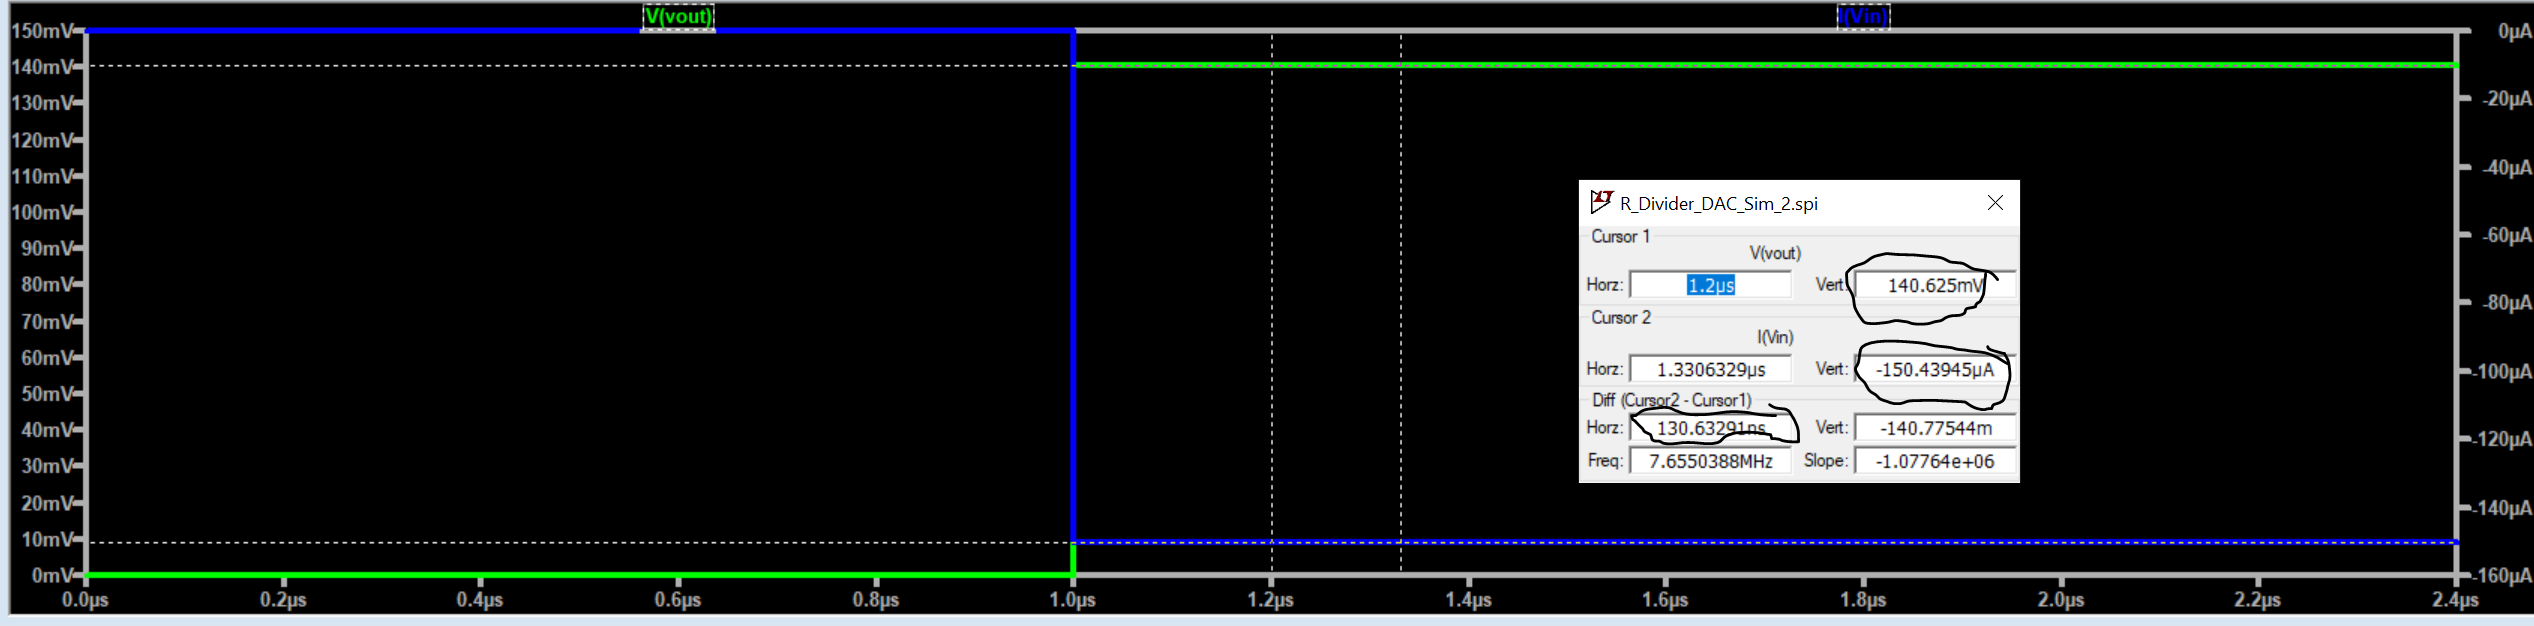 V(vout)
I(Vin)
150mV
140mV
130mV
120mV
110mV
100mV
90mV
80mV
70mV
60mV
50mV
40mV
30mV
20mV
10mV
0mV
0µA
-20µA
-40µA
-60µA
-80µA
-100µA
-120µA
-140µA
-160µA
R_Divider_DAC_Sim_2.spi
Cursor 1
V(vout)
Horz: 1.2µs Vert: 140.625mV
Cursor 2
I(Vin)
Horz: 1.3306329µs Vert: -150.43945µA
Diff (Cursor2 - Cursor1)
Horz: 130.63291ns Vert: -140.77544m
Freq: 7.6550388MHz Slope: -1.07764e+06
0.0µs 0.2µs 0.4µs 0.6µs 0.8µs 1.0µs 1.2µs 1.4µs 1.6µs 1.8µs 2.0µs 2.2µs 2.4µs